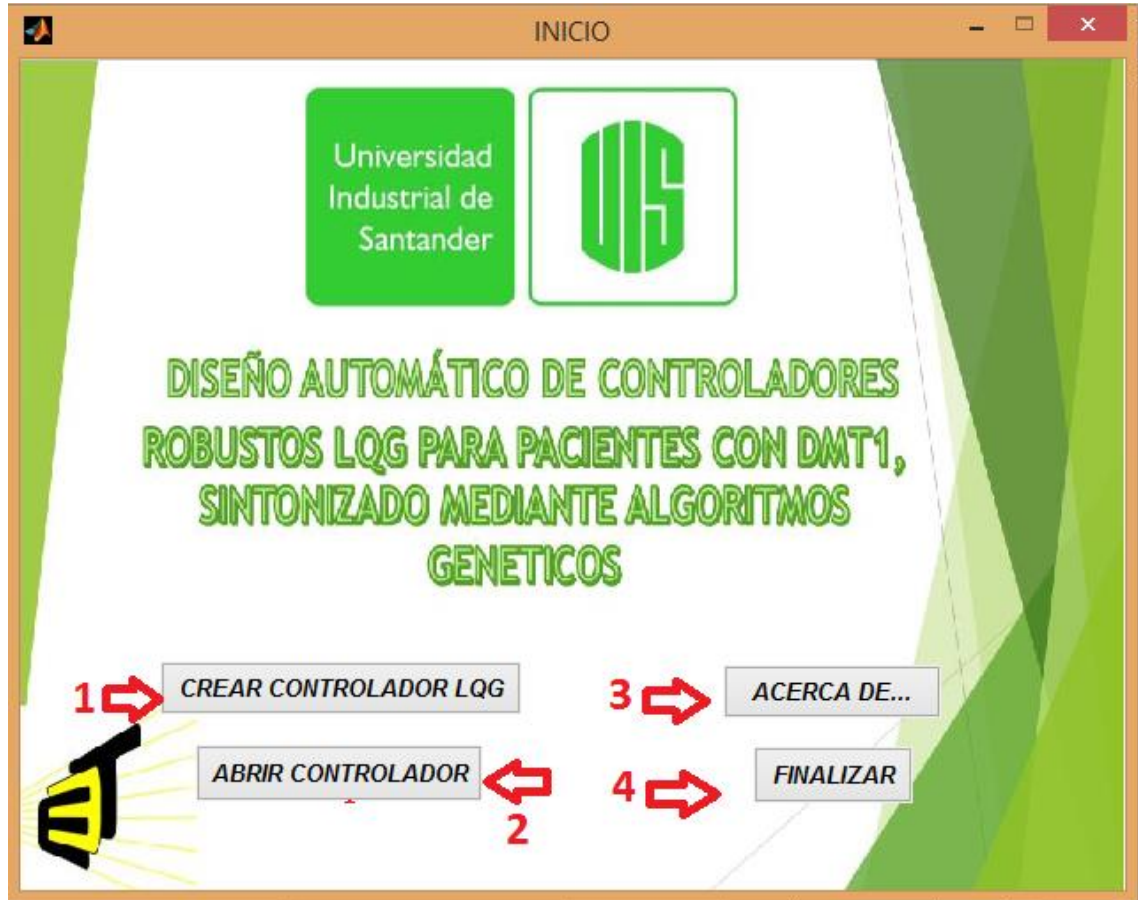 INICIO
Universidad
Industrial de
Santander
UIS
DISEÑO AUTOMÁTICO DE CONTROLADORES
ROBUSTOS LQG PARA PACIENTES CON DMT1,
SINTONIZADO MEDIANTE ALGORITMOS
GENETICOS
1 CREAR CONTROLADOR LQG
3 ACERCA DE...
ABRIR CONTROLADOR
2
4 FINALIZAR